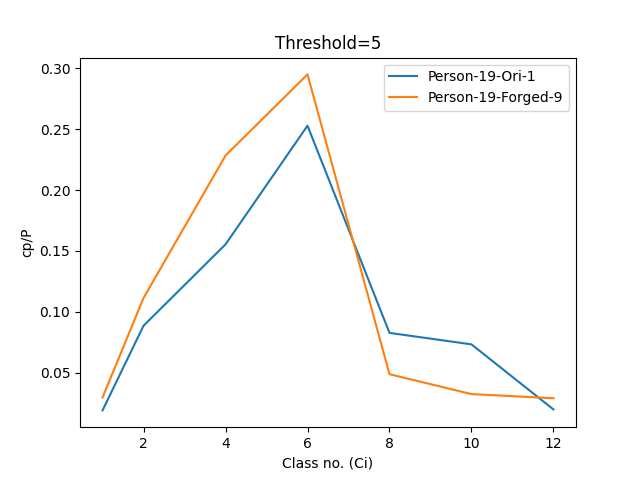 Threshold=5
Person-19-Ori-1
Person-19-Forged-9
0.30
0.25
0.20
0.15
0.10
0.05
cp/P
2 4 6 8 10 12
Class no. (Ci)